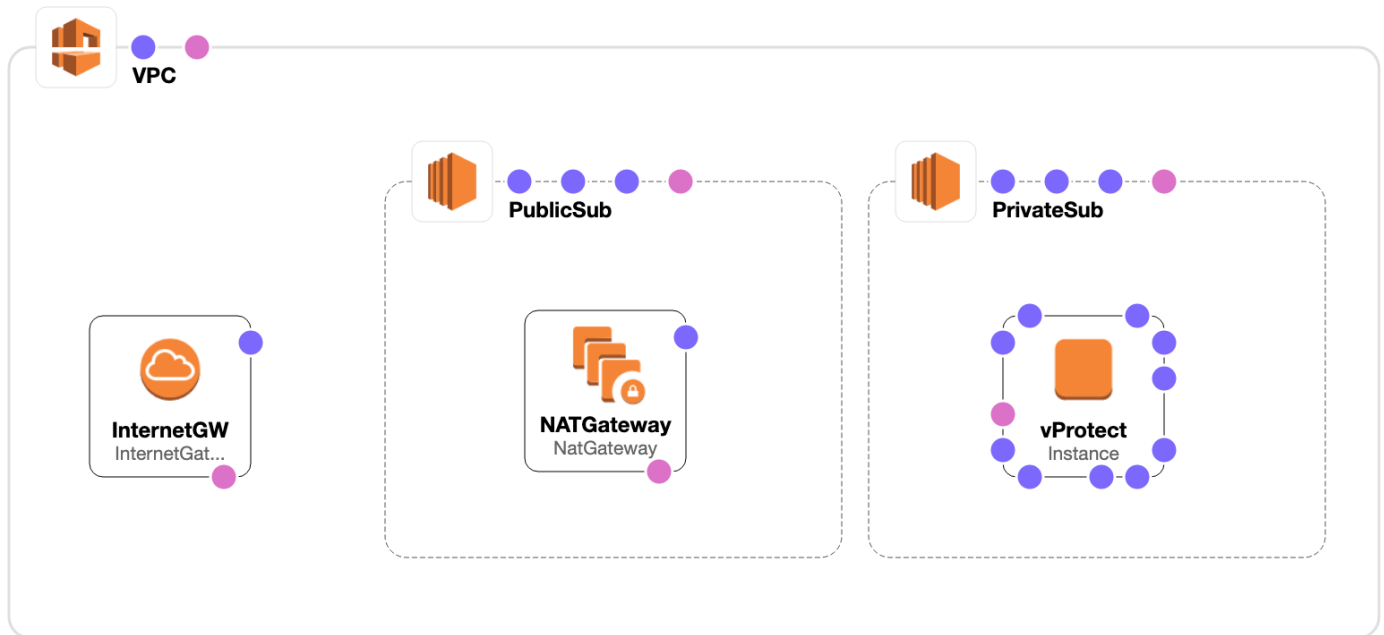 VPC
PublicSub
PrivateSub
InternetGW
InternetGat...
NATGateway
NatGateway
vProtect
Instance